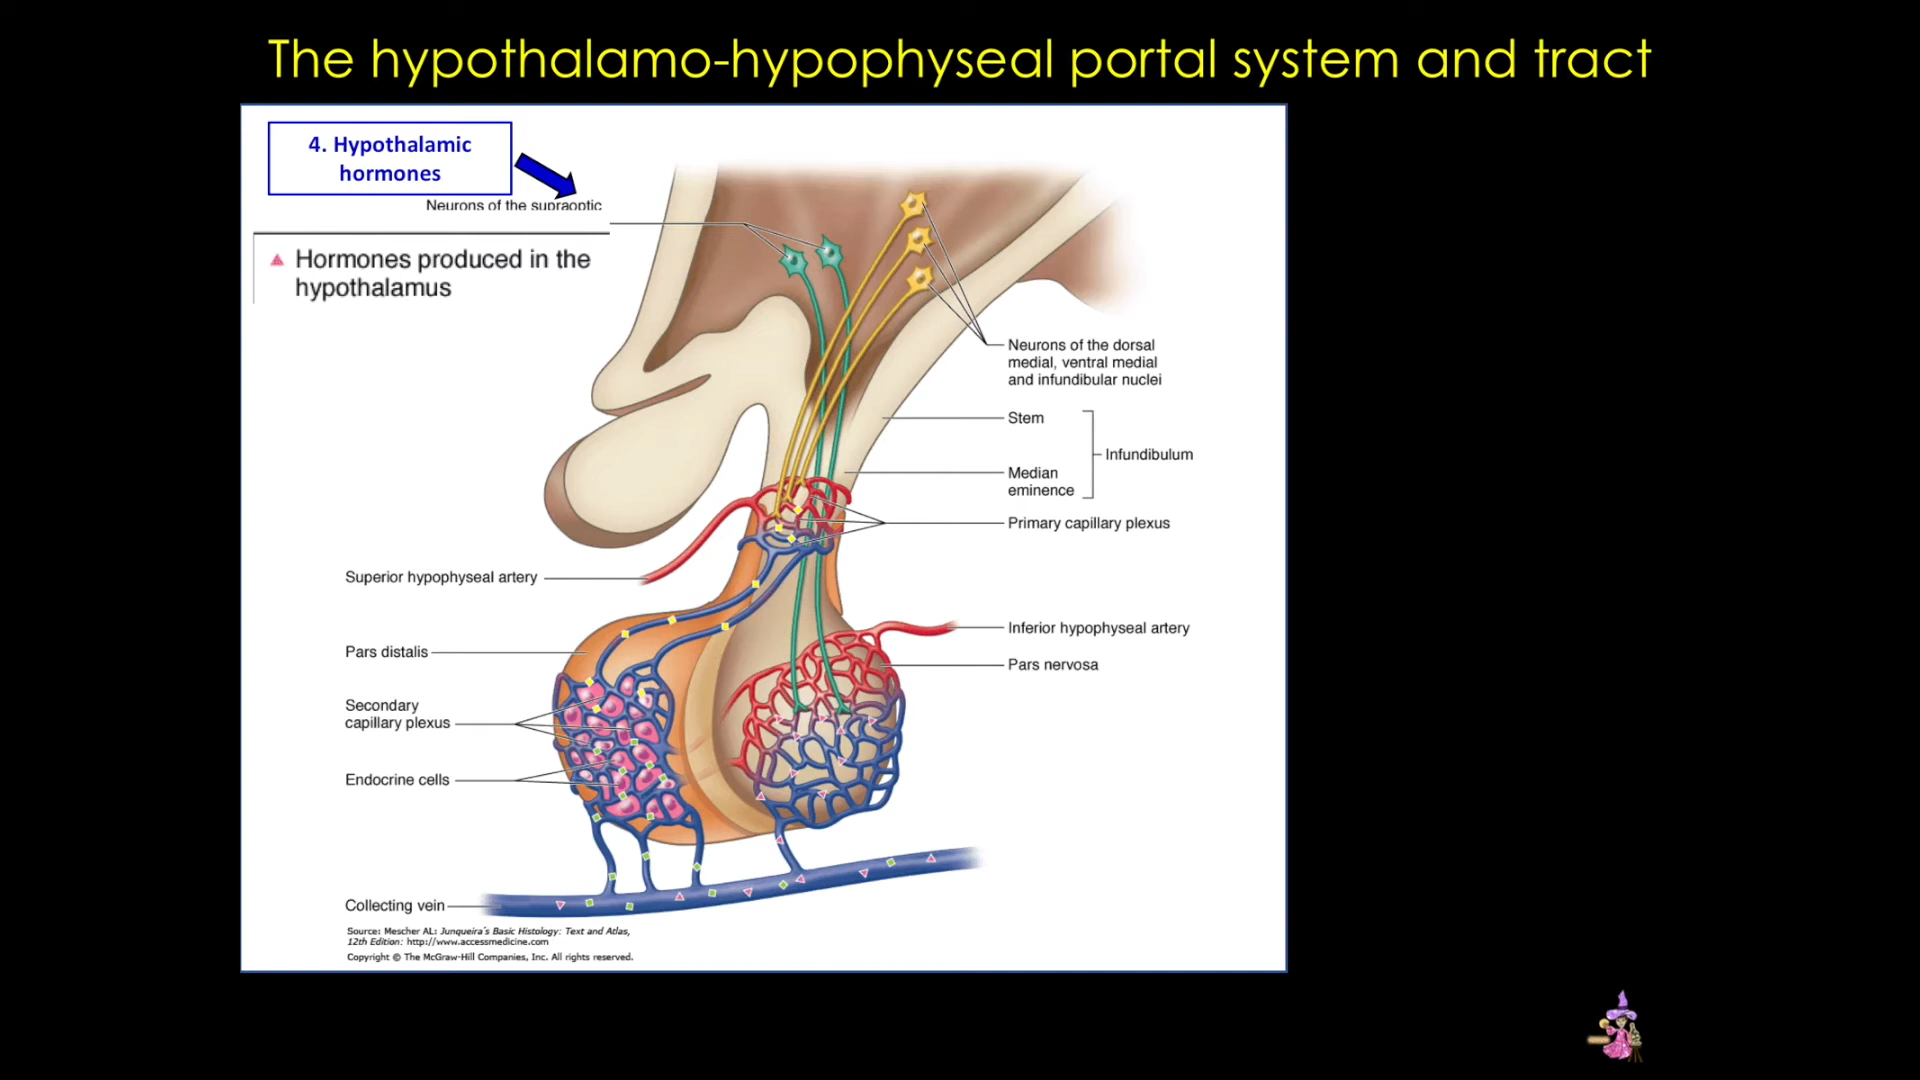 The hypothalamo-hypophyseal portal system and tract
4. Hypothalamic
hormones
Neurons of the supraoptic
Hormones produced in the
hypothalamus
Neurons of the dorsal
medial, ventral medial
and infundibular nuclei
Stem
Infundibulum
Median
eminence
Primary capillary plexus
Superior hypophyseal artery
Inferior hypophyseal artery
Pars distalis
Pars nervosa
Secondary
capillary plexus
Endocrine cells
Collecting vein
Source: Mescher AL: Junqueira's Basic Histology: Text and Atlas,
12th Edition: http://www.accessmedicine.com
Copyright © The McGraw-Hill Companies, Inc. All rights reserved.